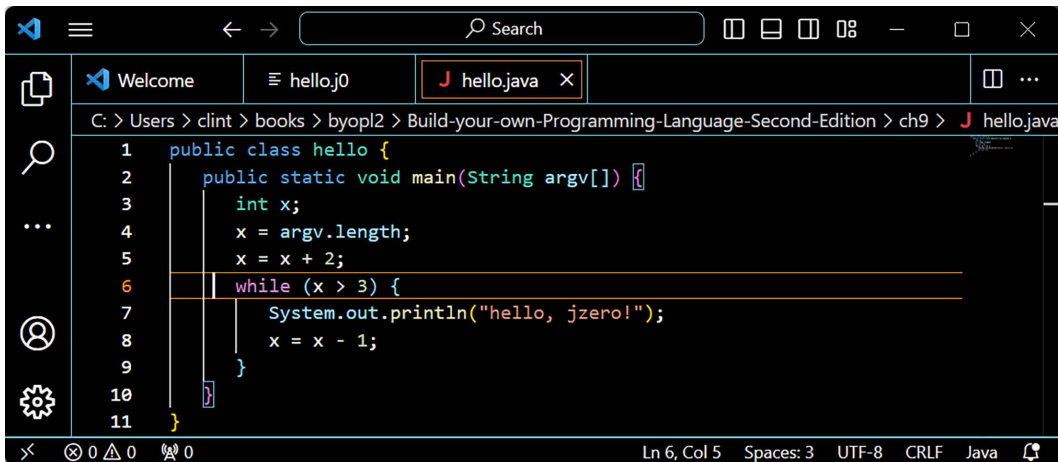 Search
Welcome hello.j0 J hello.java
C: > Users > clint > books > byopl2 > Build-your-own-Programming-Language-Second-Edition > ch9 > J hello.java
1 public class hello {
2 public static void main(String argv[]) {
3 int x;
4 x = argv.length;
5 x = x + 2;
6 while (x > 3) {
7 System.out.println("hello, jzero!");
8 x = x - 1;
9 }
10 }
11 }
0 0 0 Ln 6, Col 5 Spaces: 3 UTF-8 CRLF Java